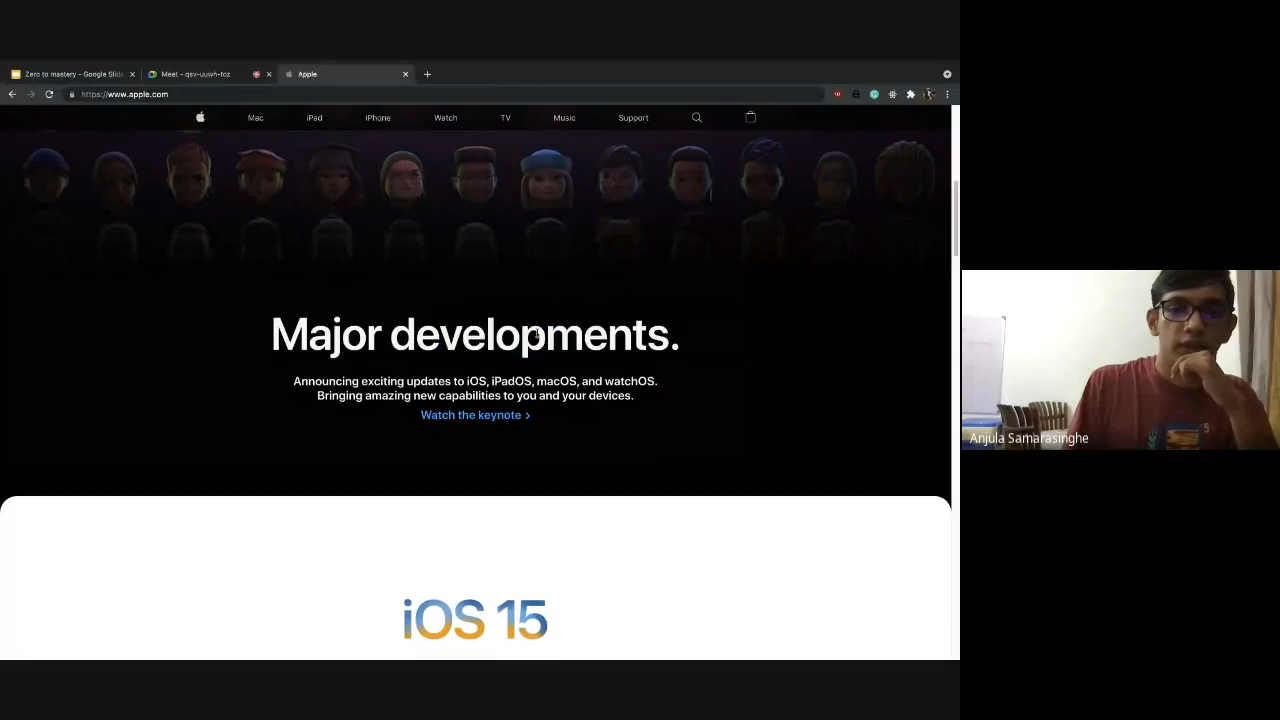 Zero to mastery - Google Slide
Meet - qsv-uuwh-toz
Apple
https://www.apple.com
Mac
iPad
iPhone
Watch
TV
Music
Support
Major developments.
Announcing exciting updates to iOS, iPadOS, macOS, and watchOS.
Bringing amazing new capabilities to you and your devices.
Watch the keynote >
iOS 15
Anjula Samarasinghe